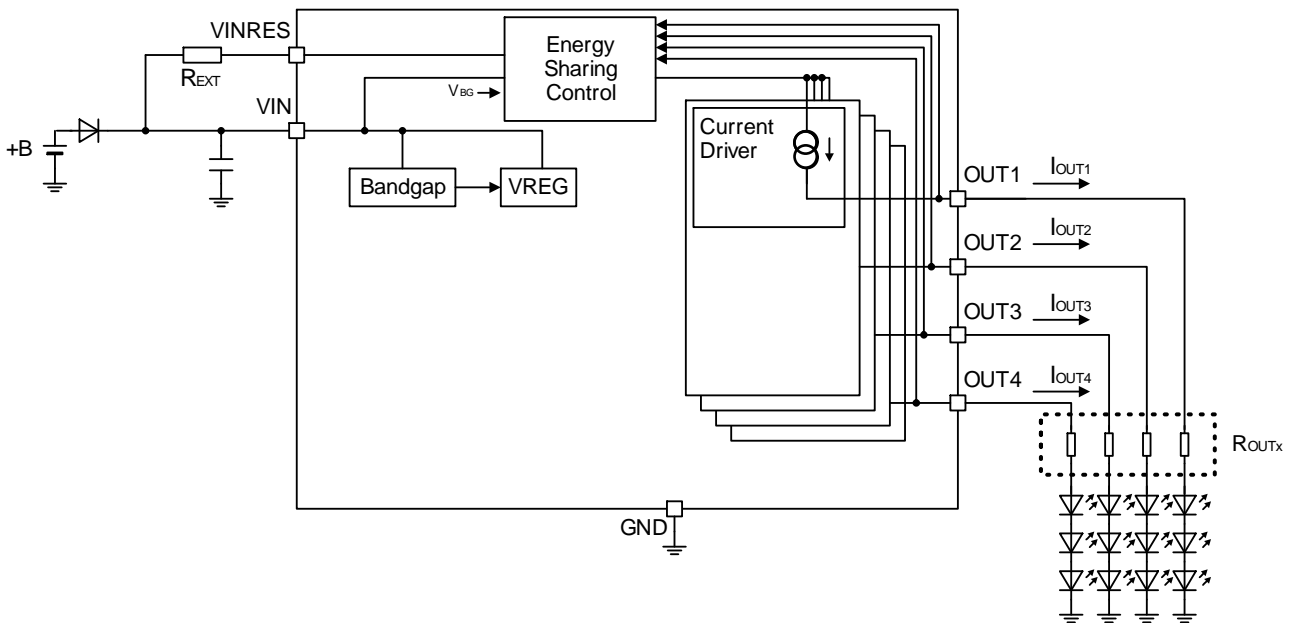 VINRES
REXT
VIN
+B
Energy
Sharing
Control
VBG
Bandgap
VREG
Current
Driver
OUT1
IOUT1
OUT2
IOUT2
OUT3
IOUT3
OUT4
IOUT4
ROUTx
GND